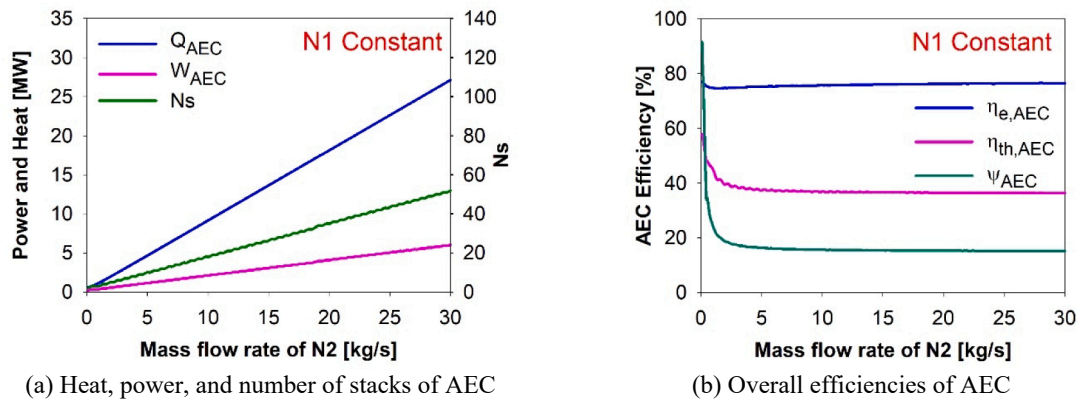 35
30
25
20
15
10
5
0
Power and Heat [MW]
Q_AEC
W_AEC
Ns
N1 Constant
140
120
100
80
60
40
20
0
Ns
0 5 10 15 20 25 30
Mass flow rate of N2 [kg/s]
(a) Heat, power, and number of stacks of AEC
100
80
60
40
20
0
AEC Efficiency [%]
N1 Constant
η_e,AEC
η_th,AEC
ψ_AEC
0 5 10 15 20 25 30
Mass flow rate of N2 [kg/s]
(b) Overall efficiencies of AEC